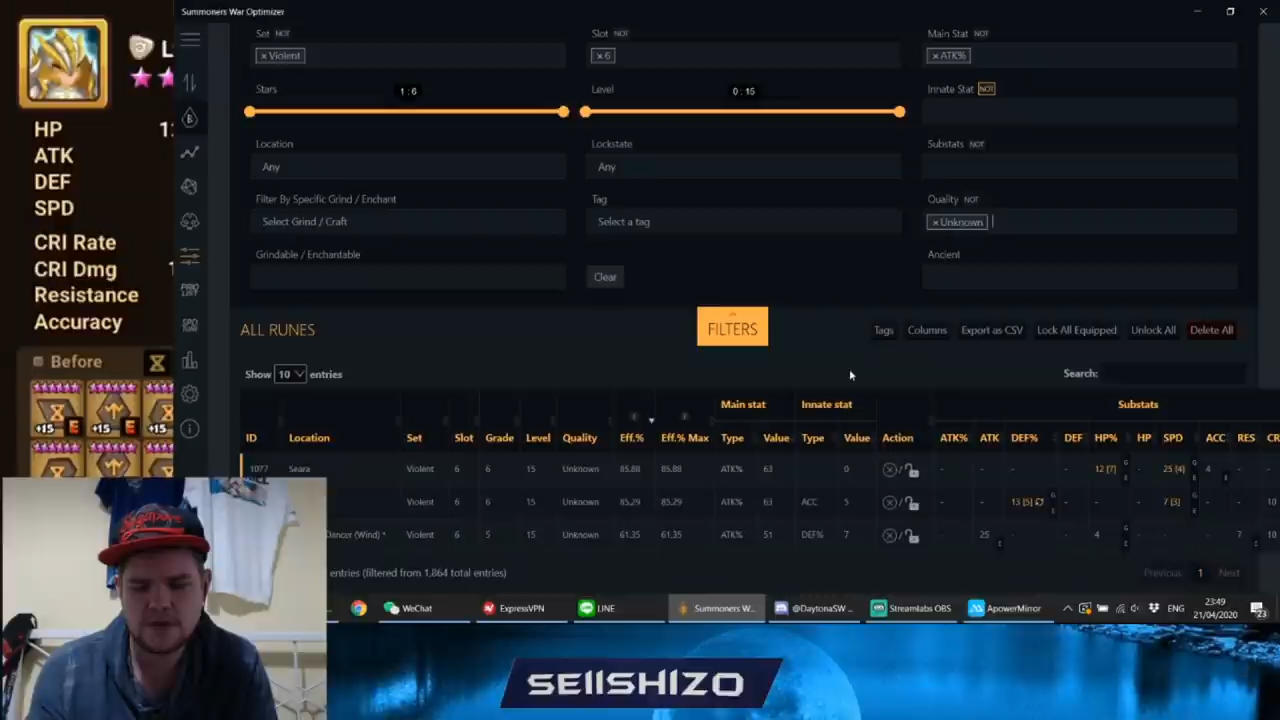 Summoners War Optimizer
L
HP 1
ATK
DEF
SPD
CRI Rate
CRI Dmg 1
Resistance
Accuracy
Before
+15 E +15 E +15
Set NOT Slot NOT Main Stat NOT
× Violent × 6 × ATK%
Stars 1 : 6 Level 0 : 15 Innate Stat NOT
Location Lockstate Substats NOT
Any Any
Filter By Specific Grind / Enchant Tag Quality NOT
Select Grind / Craft Select a tag × Unknown
Grindable / Enchantable Clear Ancient
ALL RUNES FILTERS Tags Columns Export as CSV Lock All Equipped Unlock All Delete All
Show 10 entries Search:
Main stat Innate stat Substats
ID Location Set Slot Grade Level Quality Eff.% Eff.% Max Type Value Type Value Action ATK% ATK DEF% DEF HP% HP SPD ACC RES CR
1077 Seara Violent 6 6 15 Unknown 85.88 85.88 ATK% 63 0 - - - - 12 [7] - 25 [4] 4 - -
Violent 6 6 15 Unknown 85.29 85.29 ATK% 63 ACC 5 - - 13 [5] - - - 7 [3] - - 10
Dancer (Wind) * Violent 6 5 15 Unknown 61.35 61.35 ATK% 51 DEF% 7 - 25 - - 4 - - - 7 10
entries (filtered from 1,864 total entries) Previous 1 Next
WeChat ExpressVPN LINE Summoners W... @DaytonaSW ... Streamlabs OBS ApowerMirror ENG 23:49
21/04/2020 23
SEIISHIZO